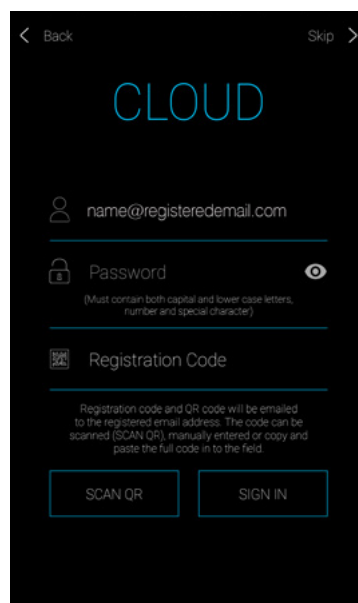 Back
Skip
CLOUD
name@registeredemail.com
Password
(Must contain both capital and lower case letters,
number and special character)
Registration Code
Registration code and QR code will be emailed
to the registered email address. The code can be
scanned (SCAN QR), manually entered or copy and
paste the full code in to the field.
SCAN QR
SIGN IN